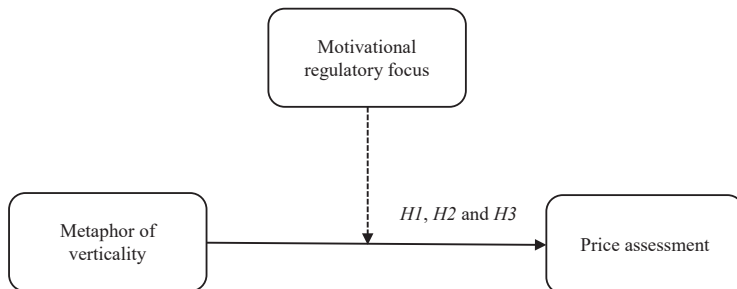 Motivational
regulatory focus
H1, H2 and H3
Metaphor of
verticality
Price assessment